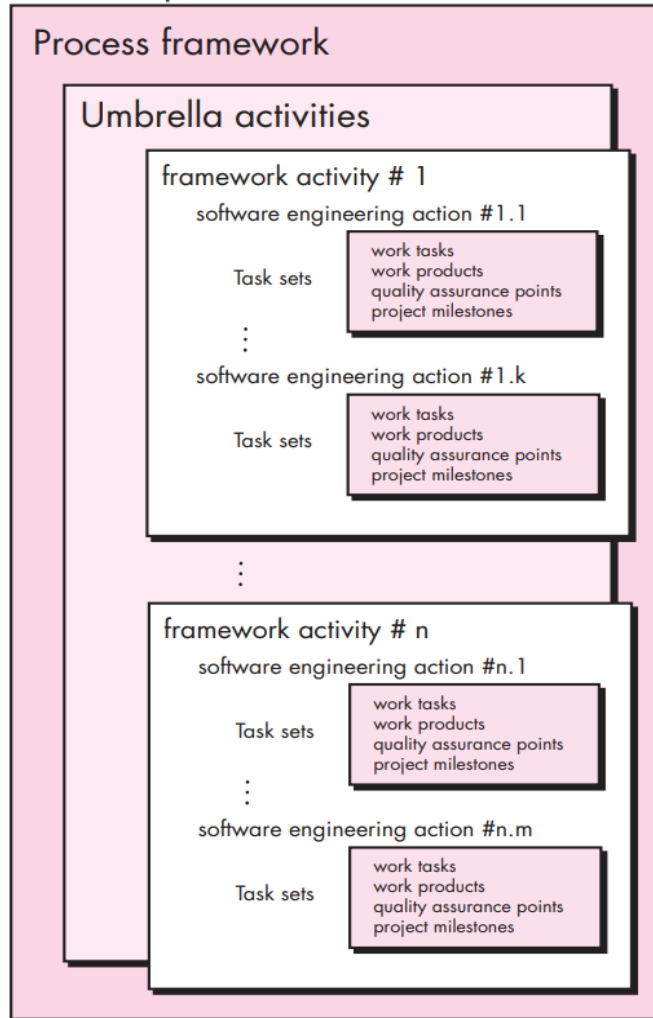 Process framework
Umbrella activities
framework activity # 1
software engineering action #1.1
Task sets
work tasks
work products
quality assurance points
project milestones
software engineering action #1.k
Task sets
work tasks
work products
quality assurance points
project milestones
framework activity # n
software engineering action #n.1
Task sets
work tasks
work products
quality assurance points
project milestones
software engineering action #n.m
Task sets
work tasks
work products
quality assurance points
project milestones